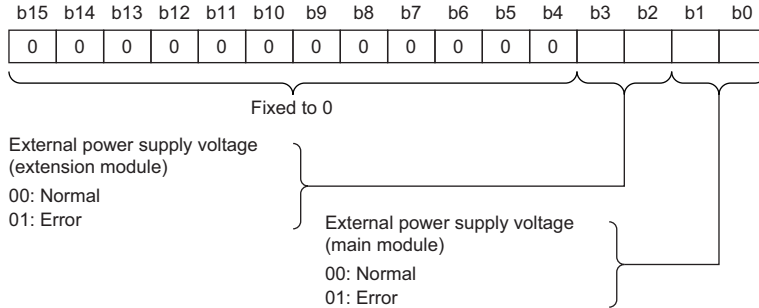 b15 b14 b13 b12 b11 b10 b9 b8 b7 b6 b5 b4 b3 b2 b1 b0
0 0 0 0 0 0 0 0 0 0 0 0
Fixed to 0
External power supply voltage
(extension module)
00: Normal
01: Error
External power supply voltage
(main module)
00: Normal
01: Error